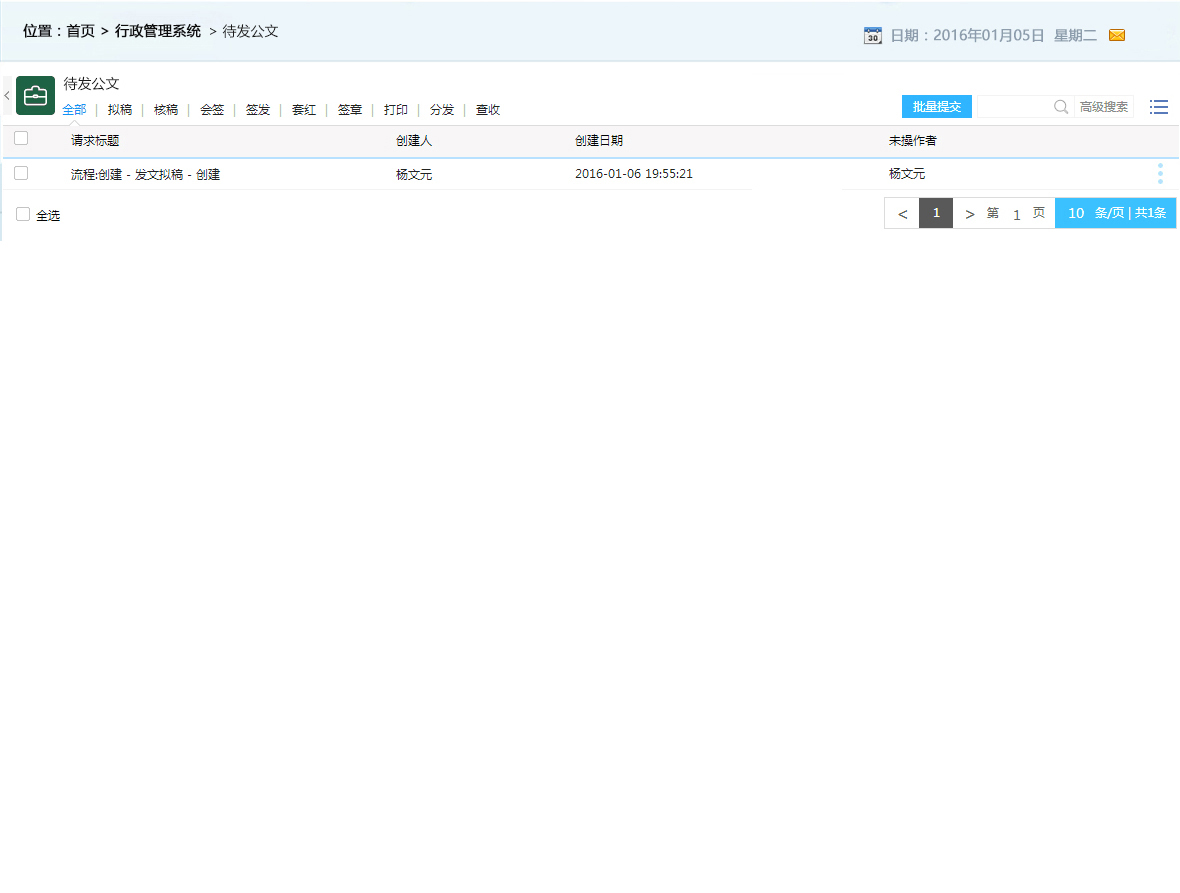 位置：首页 > 行政管理系统 > 待发公文
30 日期：2016年01月05日 星期二
待发公文
全部 | 拟稿 | 核稿 | 会签 | 签发 | 套红 | 签章 | 打印 | 分发 | 查收
批量提交 高级搜索
请求标题 创建人 创建日期 未操作者
流程:创建 - 发文拟稿 - 创建 杨文元 2016-01-06 19:55:21 杨文元
全选
< 1 > 第 1 页 10 条/页 | 共1条